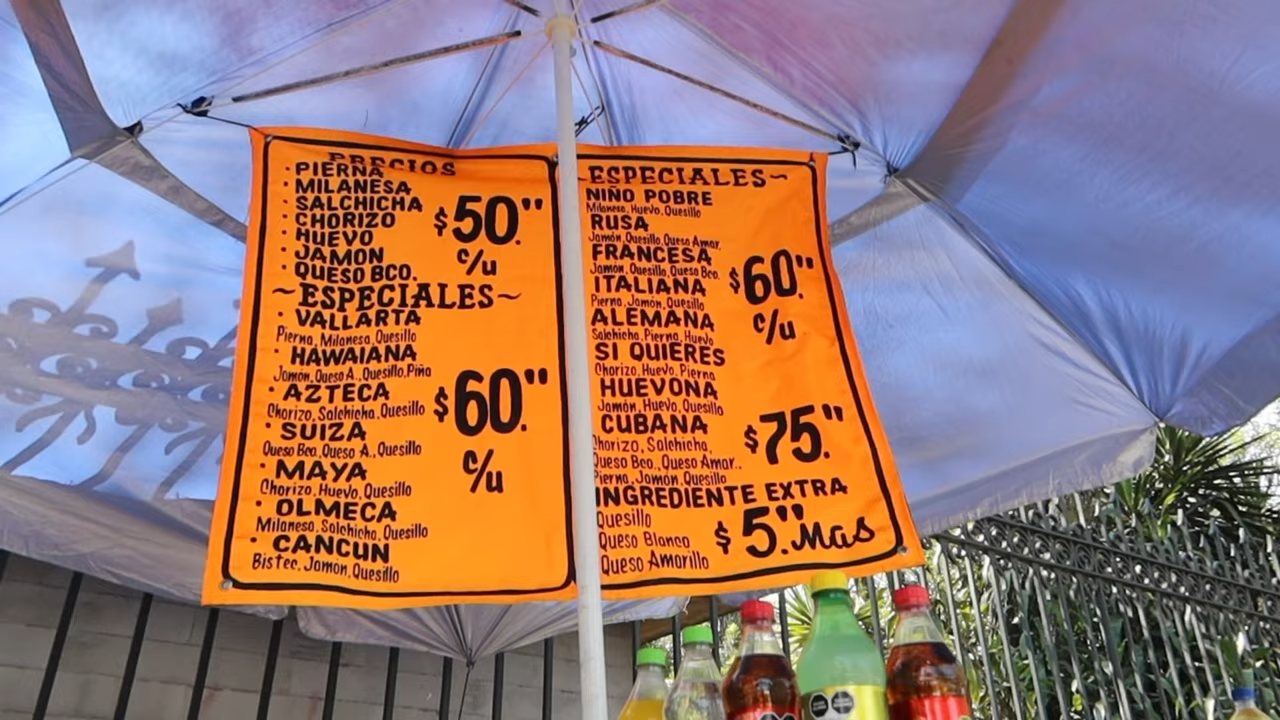 PRECIOS
· PIERNA
· MILANESA
· SALCHICHA
· CHORIZO
· HUEVO
· JAMON
· QUESO BCO.
$50."
c/u
~ESPECIALES~
· VALLARTA
Pierna, Milanesa, Quesillo
· HAWAIANA
Jamón, Queso A., Quesillo, Piña
· AZTECA
Chorizo, Salchicha, Quesillo
· SUIZA
Queso Bco., Queso A., Quesillo
· MAYA
Chorizo, Huevo, Quesillo
· OLMECA
Milanesa, Salchicha, Quesillo
· CANCUN
Bistec, Jamon, Quesillo
$60."
c/u
ESPECIALES~
NIÑO POBRE
Milanesa, Huevo, Quesillo
RUSA
Jamón, Quesillo, Queso Amar.
FRANCESA
Jamon, Quesillo, Queso Bco.
ITALIANA
Pierna, Jamón, Quesillo
ALEMANA
Salchicha, Pierna, Huevo
SI QUIERES
Chorizo, Huevo, Pierna
HUEVONA
Jamón, Huevo, Quesillo
$60."
c/u
CUBANA
Chorizo, Salchicha,
Queso Bco., Queso Amar..
Pierna, Jamón, Quesillo
$75."
INGREDIENTE EXTRA
Quesillo
Queso Blanco
Queso Amarillo
$5." Mas